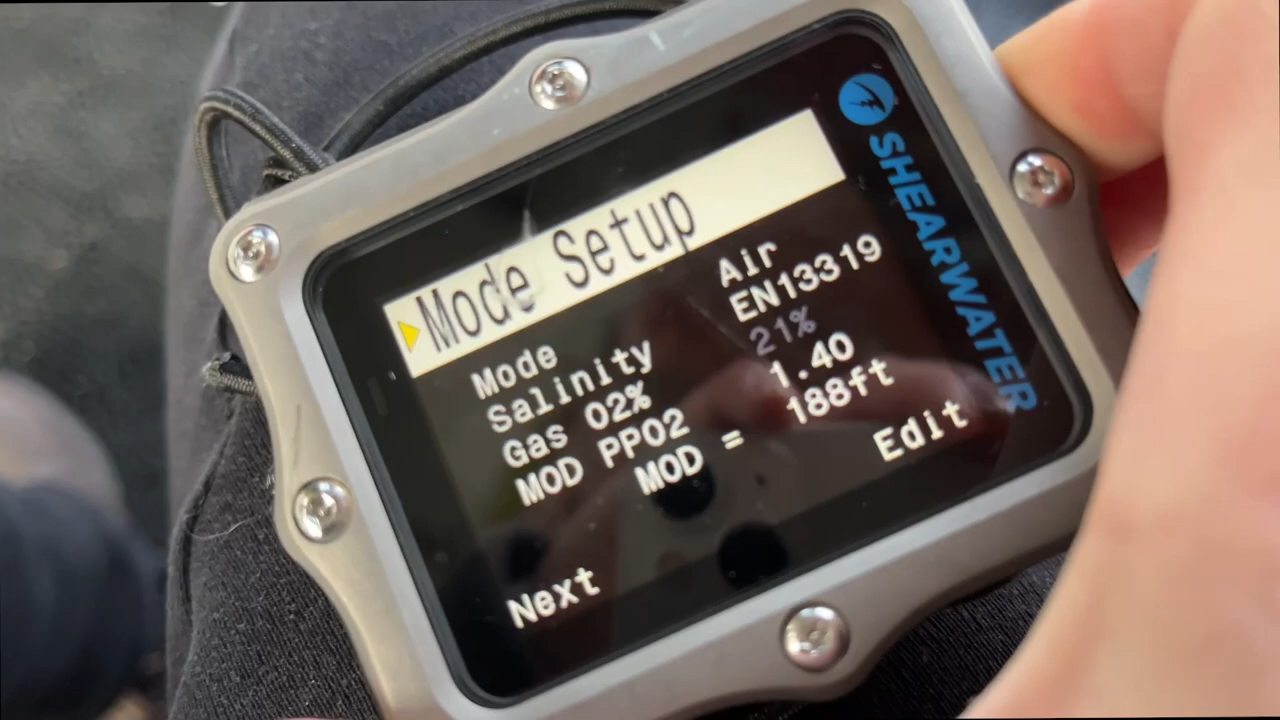 Mode Setup
Mode Air
Salinity EN13319
Gas O2% 21%
MOD PPO2 1.40
MOD = 188ft
Next Edit
SHEARWATER